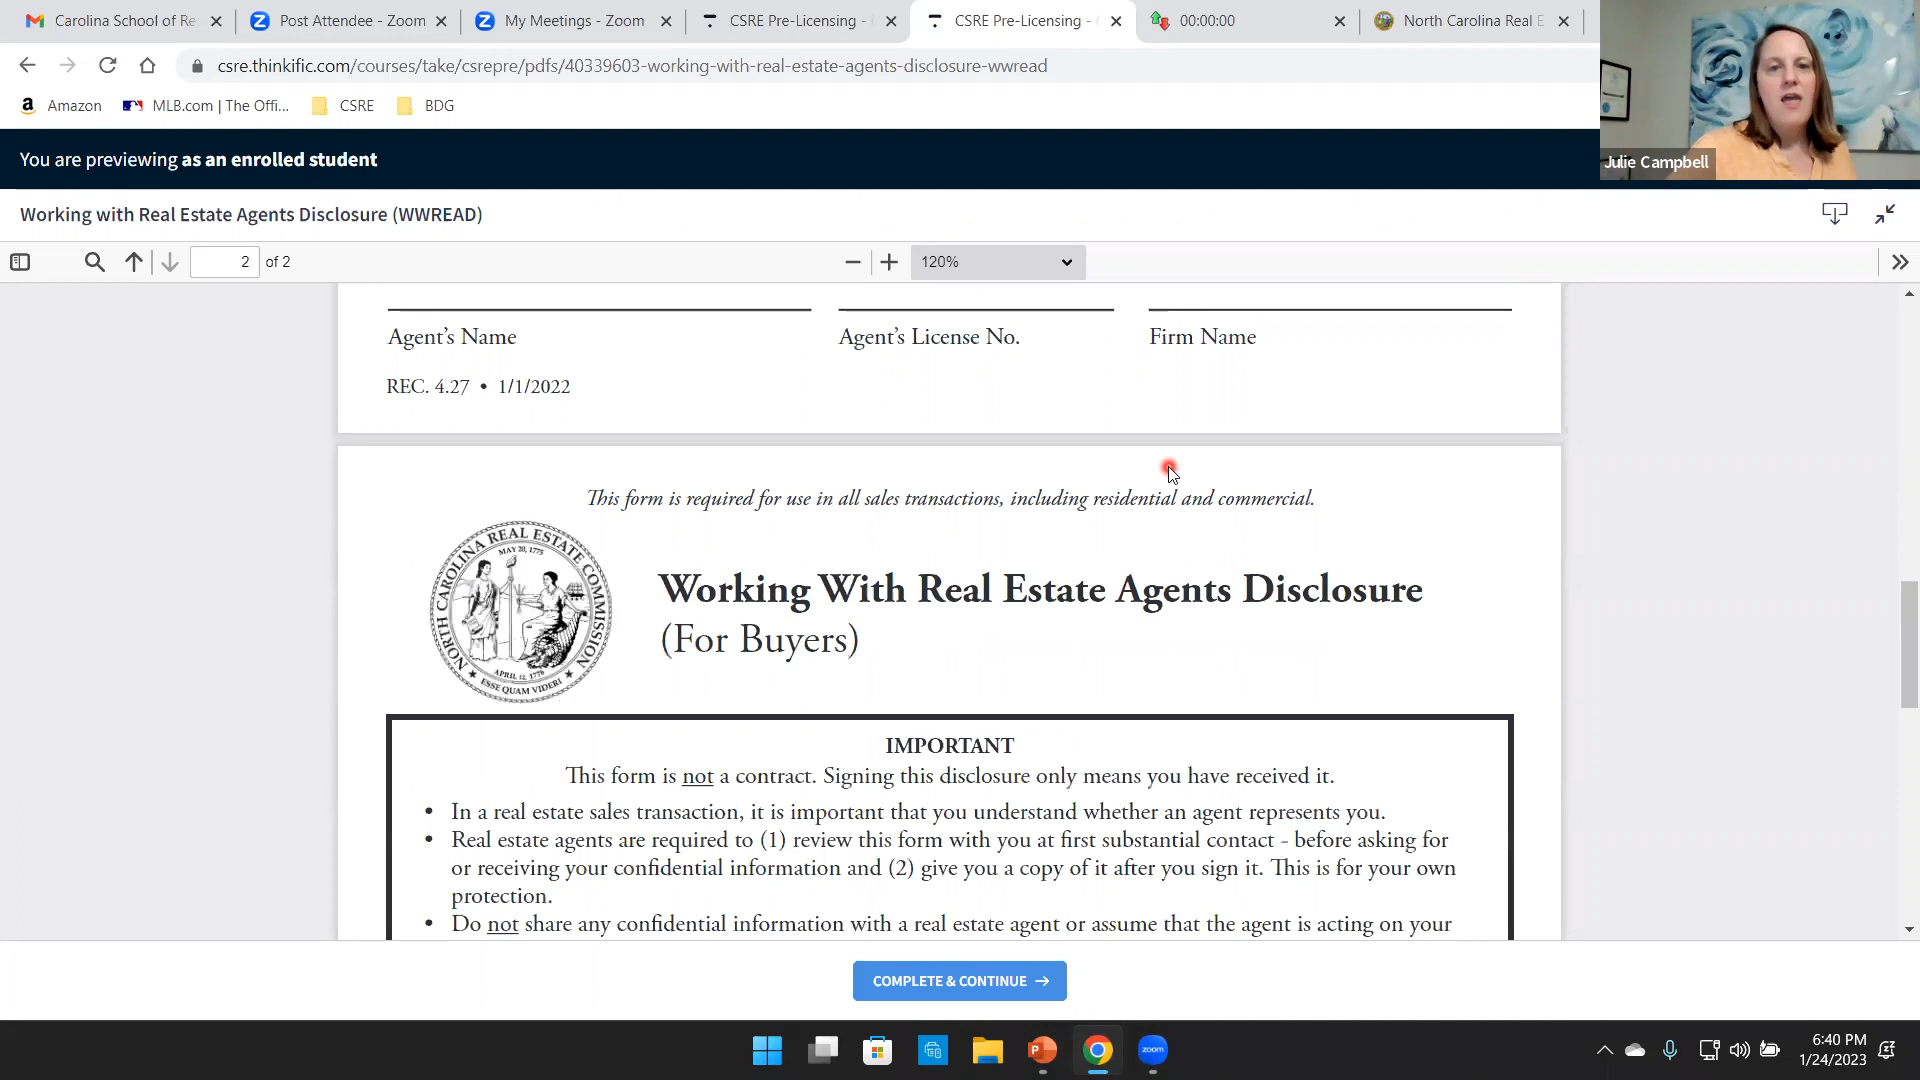 Carolina School of Re
Post Attendee - Zoom
My Meetings - Zoom
CSRE Pre-Licensing -
CSRE Pre-Licensing -
00:00:00
North Carolina Real E
csre.thinkific.com/courses/take/csrepre/pdfs/40339603-working-with-real-estate-agents-disclosure-wwread
Amazon
MLB.com | The Offi...
CSRE
BDG
You are previewing as an enrolled student
Julie Campbell
Working with Real Estate Agents Disclosure (WWREAD)
2 of 2
120%
Agent's Name
Agent's License No.
Firm Name
REC. 4.27 • 1/1/2022
This form is required for use in all sales transactions, including residential and commercial.
NORTH CAROLINA REAL ESTATE COMMISSION
MAY 20, 1775
APRIL 12, 1776
ESSE QUAM VIDERI
Working With Real Estate Agents Disclosure
(For Buyers)
IMPORTANT
This form is not a contract. Signing this disclosure only means you have received it.
• In a real estate sales transaction, it is important that you understand whether an agent represents you.
• Real estate agents are required to (1) review this form with you at first substantial contact - before asking for
or receiving your confidential information and (2) give you a copy of it after you sign it. This is for your own
protection.
• Do not share any confidential information with a real estate agent or assume that the agent is acting on your
COMPLETE & CONTINUE →
zoom
6:40 PM
1/24/2023